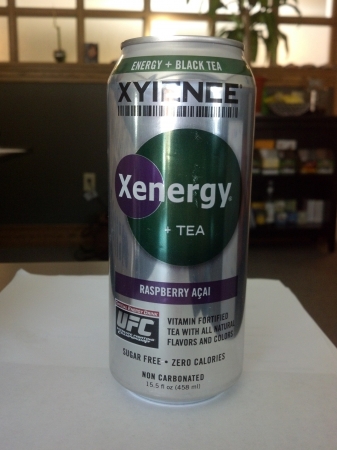 ENERGY + BLACK TEA
XYIENCE
Xenergy®
+ TEA
RASPBERRY AÇAI
UFC
VITAMIN FORTIFIED
TEA WITH ALL NATURAL
FLAVORS AND COLORS
SUGAR FREE • ZERO CALORIES
NON CARBONATED
15.5 fl oz (458 ml)